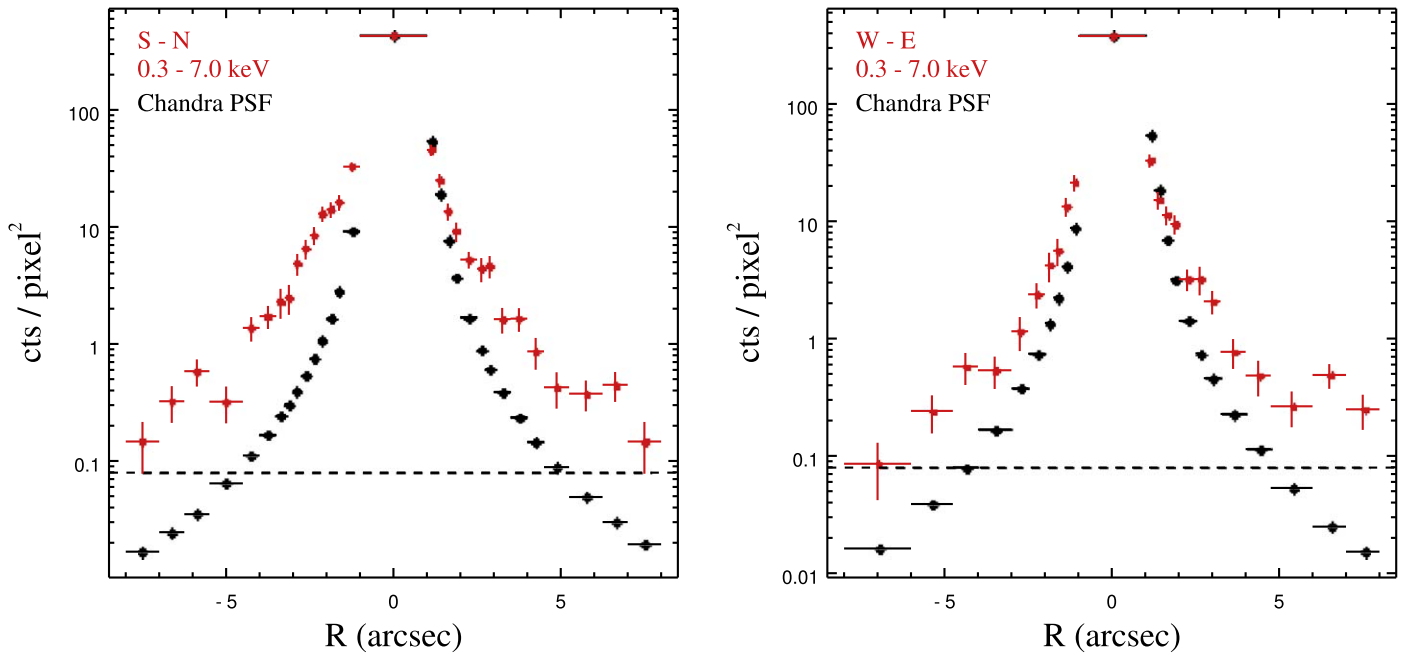 S - N
0.3 - 7.0 keV
Chandra PSF
100
10
1
0.1
cts / pixel²
- 5
0
5
R (arcsec)
W - E
0.3 - 7.0 keV
Chandra PSF
100
10
1
0.1
0.01
cts / pixel²
- 5
0
5
R (arcsec)